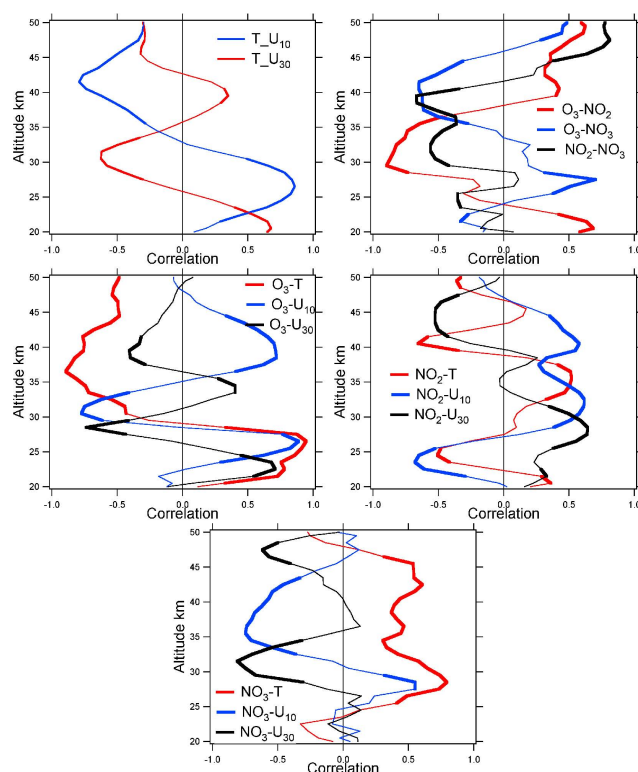 50
45
40
35
30
25
20
Altitude km
-1.0
-0.5
0.0
0.5
1.0
Correlation
T_U10
T_U30
50
45
40
35
30
25
20
Altitude km
-1.0
-0.5
0.0
0.5
1.0
Correlation
O3-NO2
O3-NO3
NO2-NO3
50
45
40
35
30
25
20
Altitude km
-1.0
-0.5
0.0
0.5
1.0
Correlation
O3-T
O3-U10
O3-U30
50
45
40
35
30
25
20
Altitude km
-1.0
-0.5
0.0
0.5
1.0
Correlation
NO2-T
NO2-U10
NO2-U30
50
45
40
35
30
25
20
Altitude km
-1.0
-0.5
0.0
0.5
1.0
Correlation
NO3-T
NO3-U10
NO3-U30